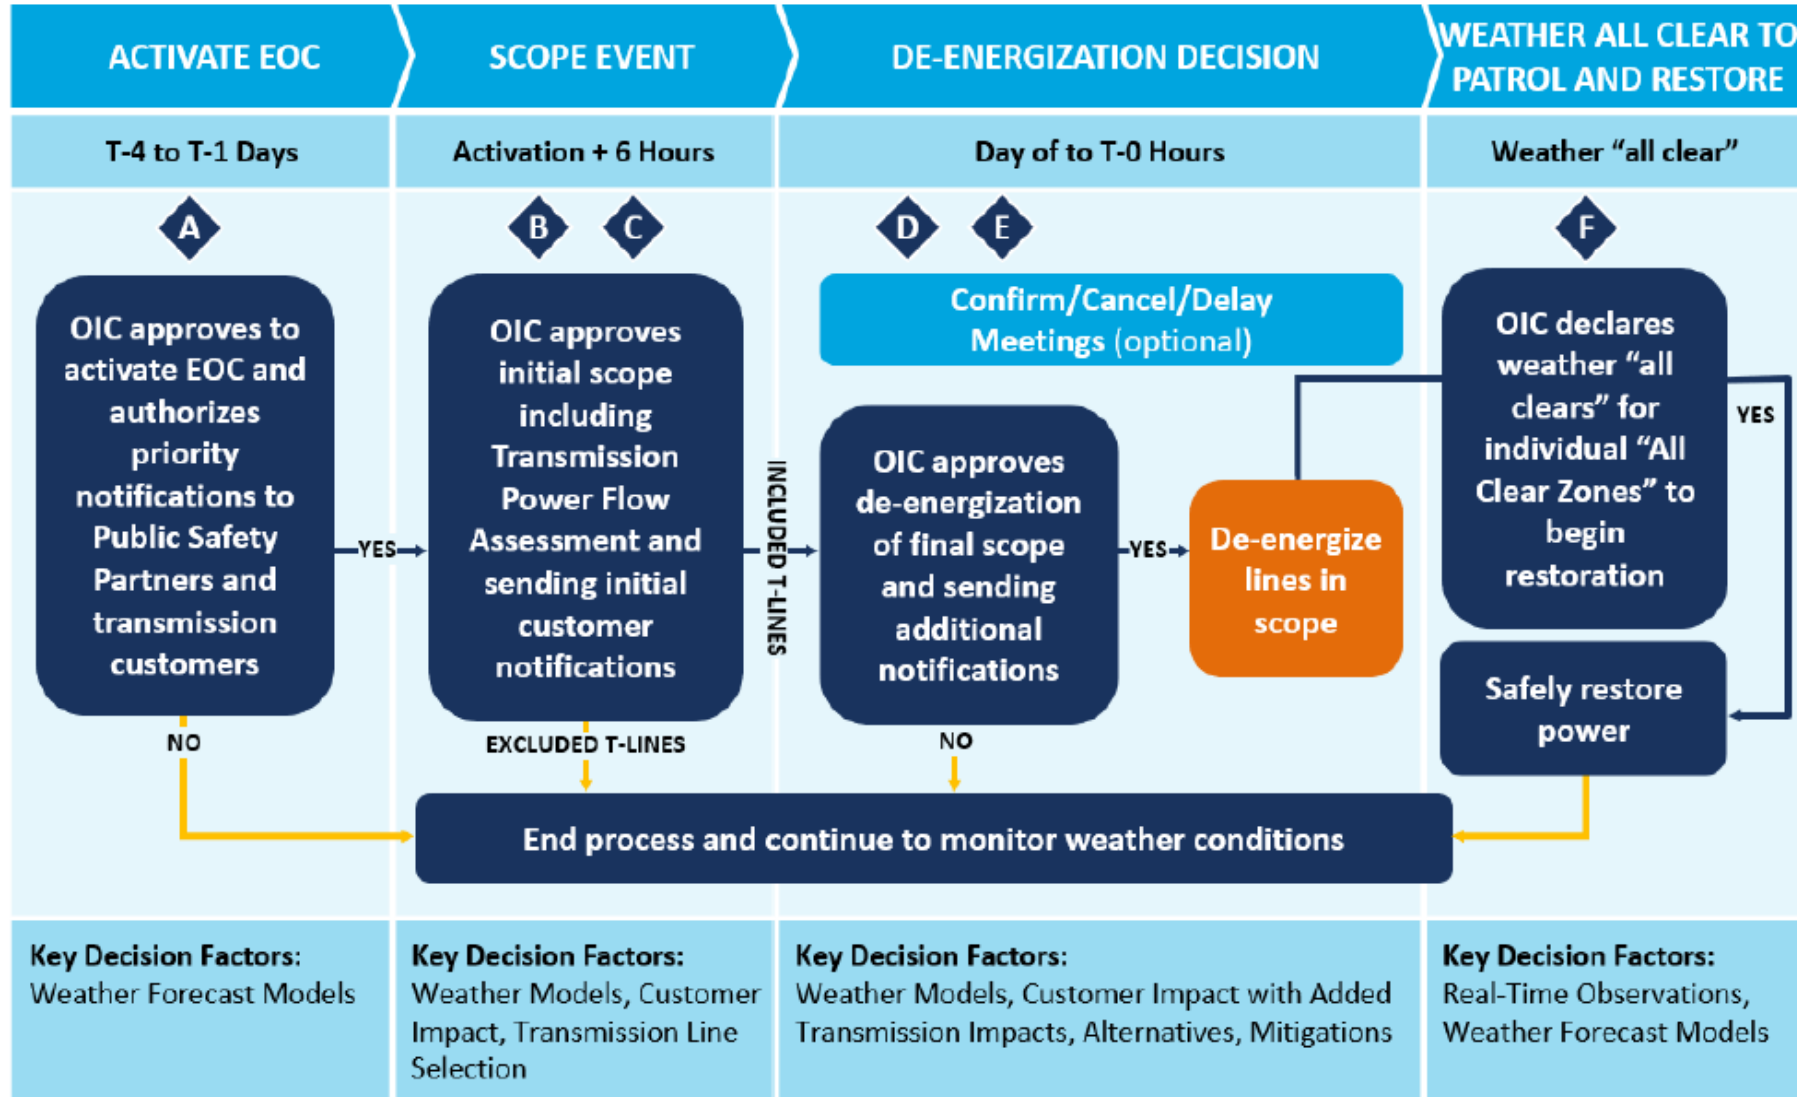 ACTIVATE EOC
SCOPE EVENT
DE-ENERGIZATION DECISION
WEATHER ALL CLEAR TO
PATROL AND RESTORE
T-4 to T-1 Days
Activation + 6 Hours
Day of to T-0 Hours
Weather “all clear”
A
B
C
D
E
F
OIC approves to
activate EOC and
authorizes
priority
notifications to
Public Safety
Partners and
transmission
customers
YES
NO
OIC approves
initial scope
including
Transmission
Power Flow
Assessment and
sending initial
customer
notifications
INCLUDED T-LINES
EXCLUDED T-LINES
Confirm/Cancel/Delay
Meetings (optional)
OIC approves
de-energization
of final scope
and sending
additional
notifications
YES
NO
De-energize
lines in
scope
OIC declares
weather “all
clears” for
individual “All
Clear Zones” to
begin
restoration
YES
Safely restore
power
End process and continue to monitor weather conditions
Key Decision Factors:
Weather Forecast Models
Key Decision Factors:
Weather Models, Customer
Impact, Transmission Line
Selection
Key Decision Factors:
Weather Models, Customer Impact with Added
Transmission Impacts, Alternatives, Mitigations
Key Decision Factors:
Real-Time Observations,
Weather Forecast Models